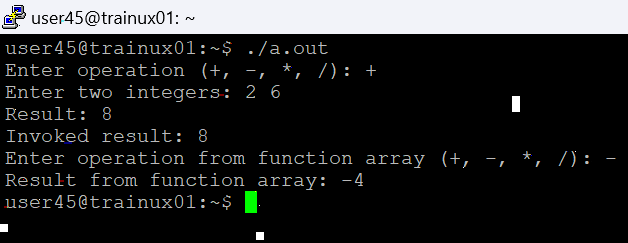 user45@trainux01: ~
user45@trainux01:~$ ./a.out
Enter operation (+, -, *, /): +
Enter two integers: 2 6
Result: 8
Invoked result: 8
Enter operation from function array (+, -, *, /): -
Result from function array: -4
user45@trainux01:~$